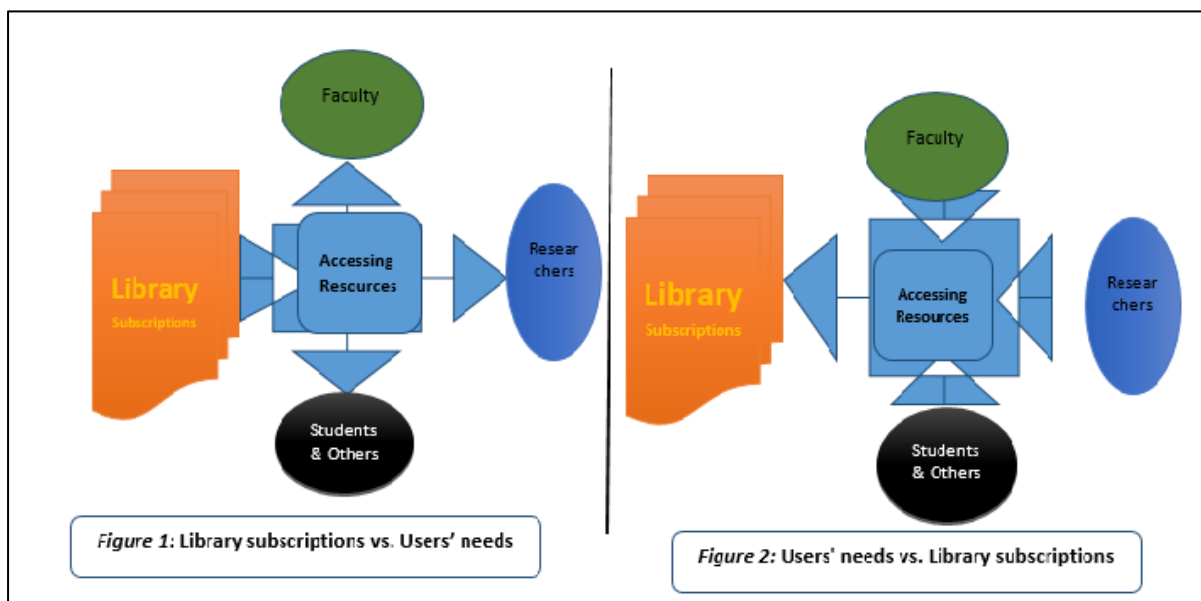 Faculty
Library
Subscriptions
Accessing
Resources
Resear
chers
Students
& Others
Figure 1: Library subscriptions vs. Users’ needs
Faculty
Library
Subscriptions
Accessing
Resources
Resear
chers
Students
& Others
Figure 2: Users' needs vs. Library subscriptions